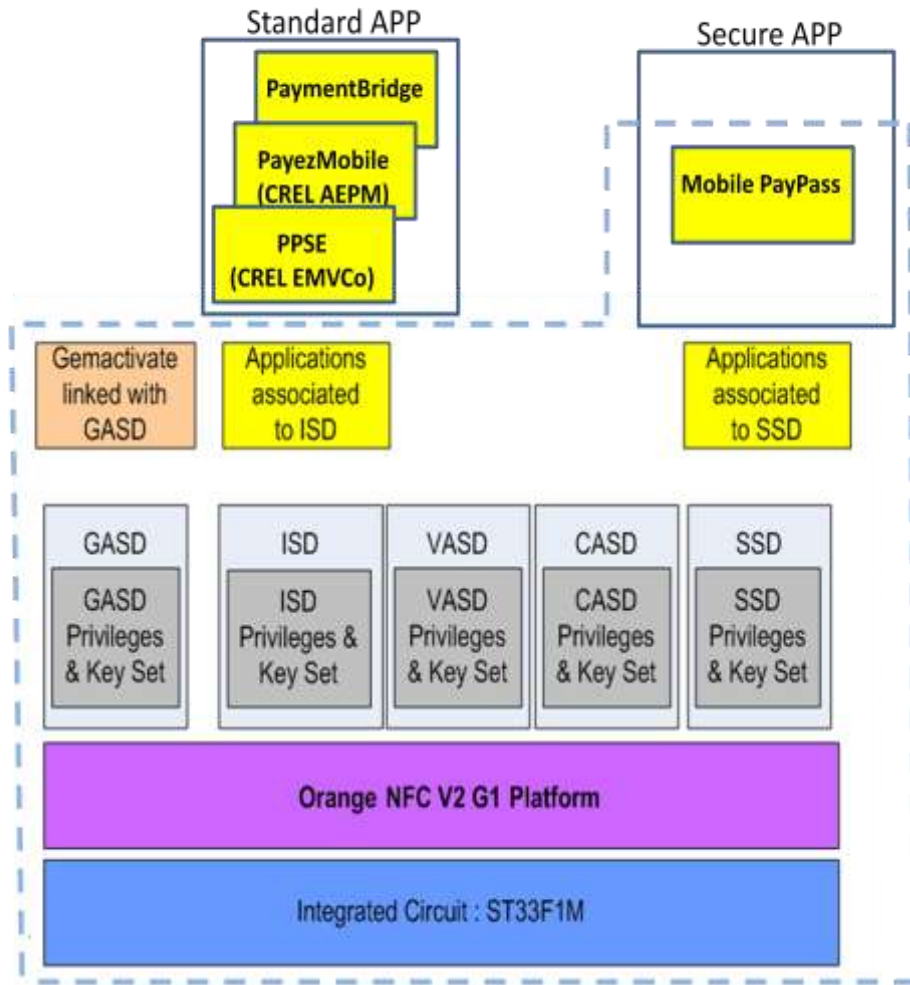 Standard APP
Secure APP
PaymentBridge
PayezMobile
(CREL AEPM)
PPSE
(CREL EMVCo)
Mobile PayPass
Gemactivate
linked with
GASD
Applications
associated
to ISD
Applications
associated
to SSD
GASD
GASD
Privileges
& Key Set
ISD
ISD
Privileges &
Key Set
VASD
VASD
Privileges
& Key Set
CASD
CASD
Privileges
& Key Set
SSD
SSD
Privileges
& Key Set
Orange NFC V2 G1 Platform
Integrated Circuit : ST33F1M